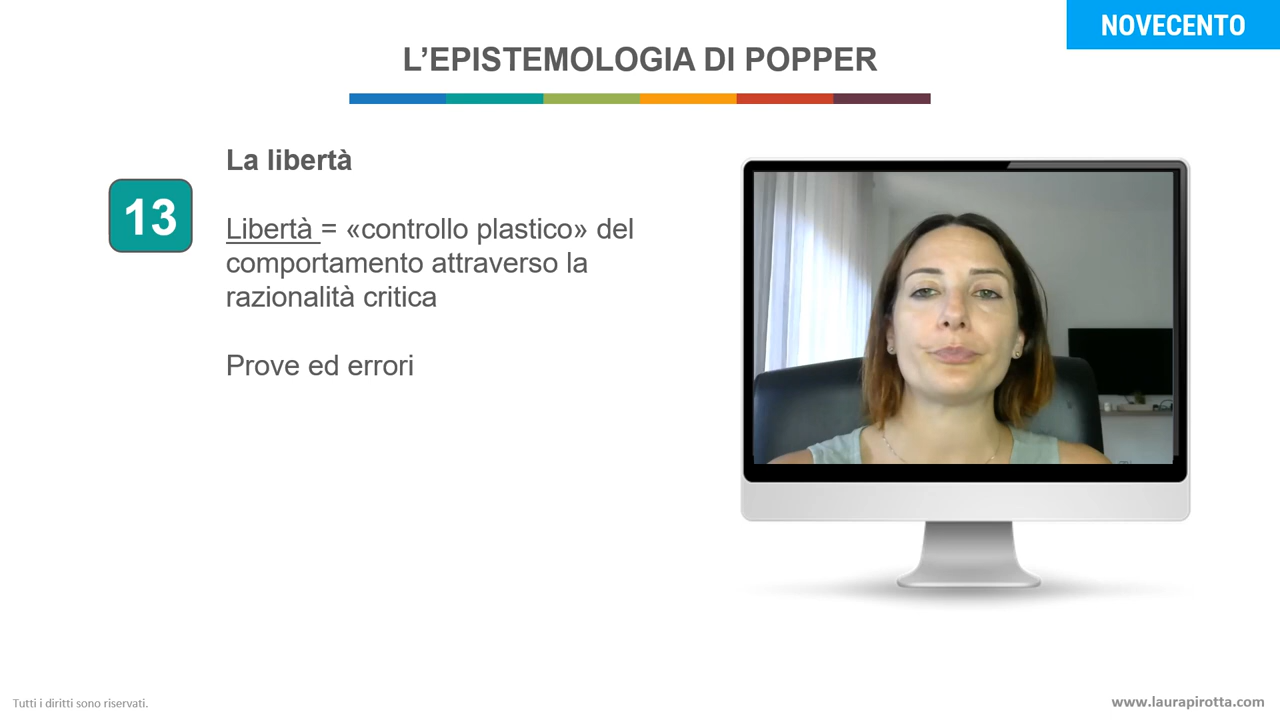 NOVECENTO
L’EPISTEMOLOGIA DI POPPER
La libertà
13
Libertà = «controllo plastico» del
comportamento attraverso la
razionalità critica
Prove ed errori
Tutti i diritti sono riservati.
www.laurapirotta.com